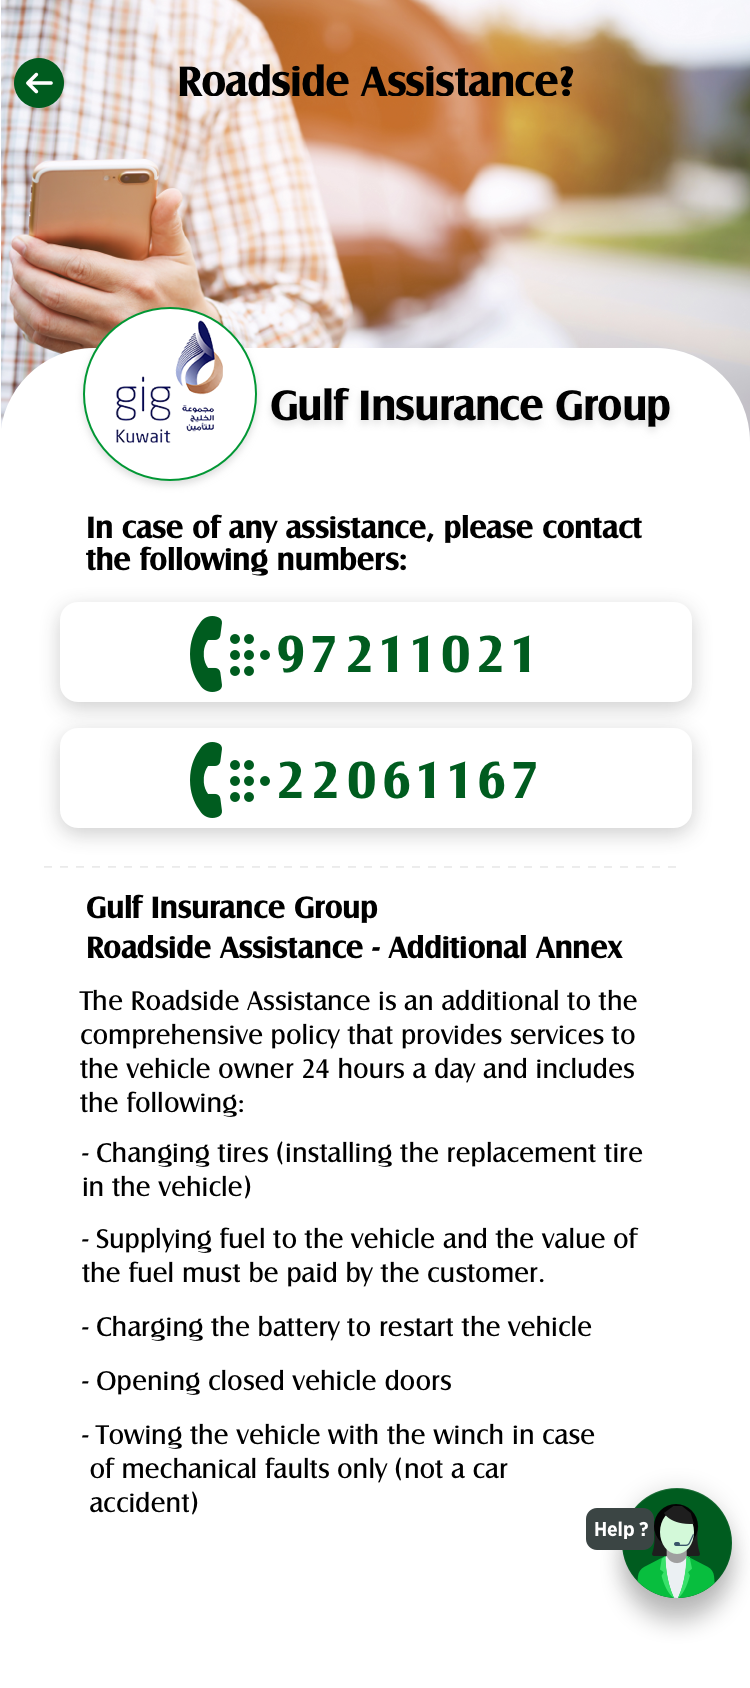 Roadside Assistance?
gig
Kuwait
مجموعة
الخليج
للتأمين
Gulf Insurance Group
In case of any assistance, please contact
the following numbers:
97211021
22061167
Gulf Insurance Group
Roadside Assistance - Additional Annex
The Roadside Assistance is an additional to the
comprehensive policy that provides services to
the vehicle owner 24 hours a day and includes
the following:
- Changing tires (installing the replacement tire
in the vehicle)
- Supplying fuel to the vehicle and the value of
the fuel must be paid by the customer.
- Charging the battery to restart the vehicle
- Opening closed vehicle doors
- Towing the vehicle with the winch in case
of mechanical faults only (not a car
accident)
Help ?